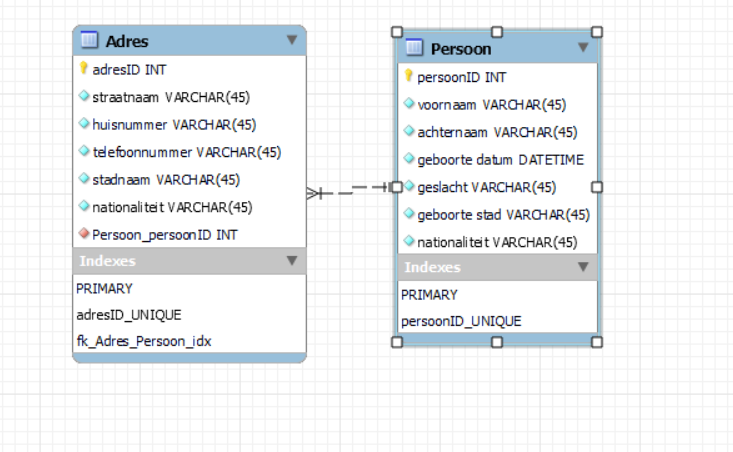 Adres
adresID INT
straatnaam VARCHAR(45)
huisnummer VARCHAR(45)
telefoonnummer VARCHAR(45)
stadnaam VARCHAR(45)
nationaliteit VARCHAR(45)
Persoon_persoonID INT
Indexes
PRIMARY
adresID_UNIQUE
fk_Adres_Persoon_idx
Persoon
persoonID INT
voornaam VARCHAR(45)
achternaam VARCHAR(45)
geboorte datum DATETIME
geslacht VARCHAR(45)
geboorte stad VARCHAR(45)
nationaliteit VARCHAR(45)
Indexes
PRIMARY
persoonID_UNIQUE